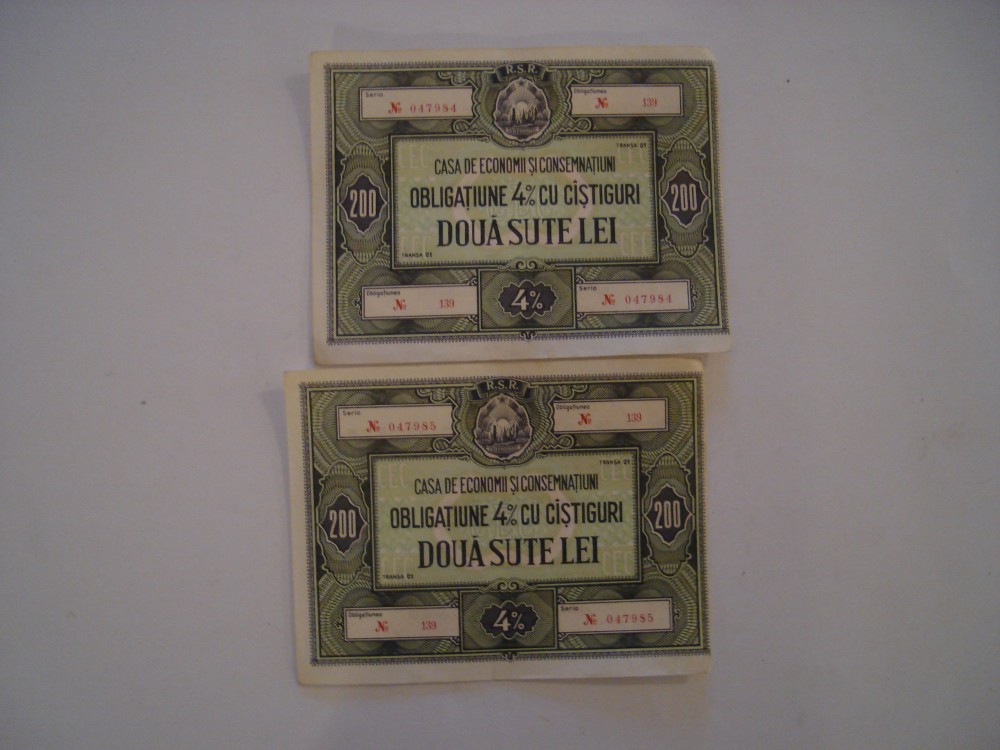 R.S.R.
Seria
№ 047984
Obligațiunea
№ 139
TRANȘA 01
CASA DE ECONOMII ȘI CONSEMNAȚIUNI
OBLIGAȚIUNE 4% CU CÎȘTIGURI
DOUĂ SUTE LEI
200
200
TRANȘA 01
Obligațiunea
№ 139
4%
Seria
№ 047984
R.S.R.
Seria
№ 047985
Obligațiunea
№ 139
TRANȘA 01
CASA DE ECONOMII ȘI CONSEMNAȚIUNI
OBLIGAȚIUNE 4% CU CÎȘTIGURI
DOUĂ SUTE LEI
200
200
TRANȘA 01
Obligațiunea
№ 139
4%
Seria
№ 047985